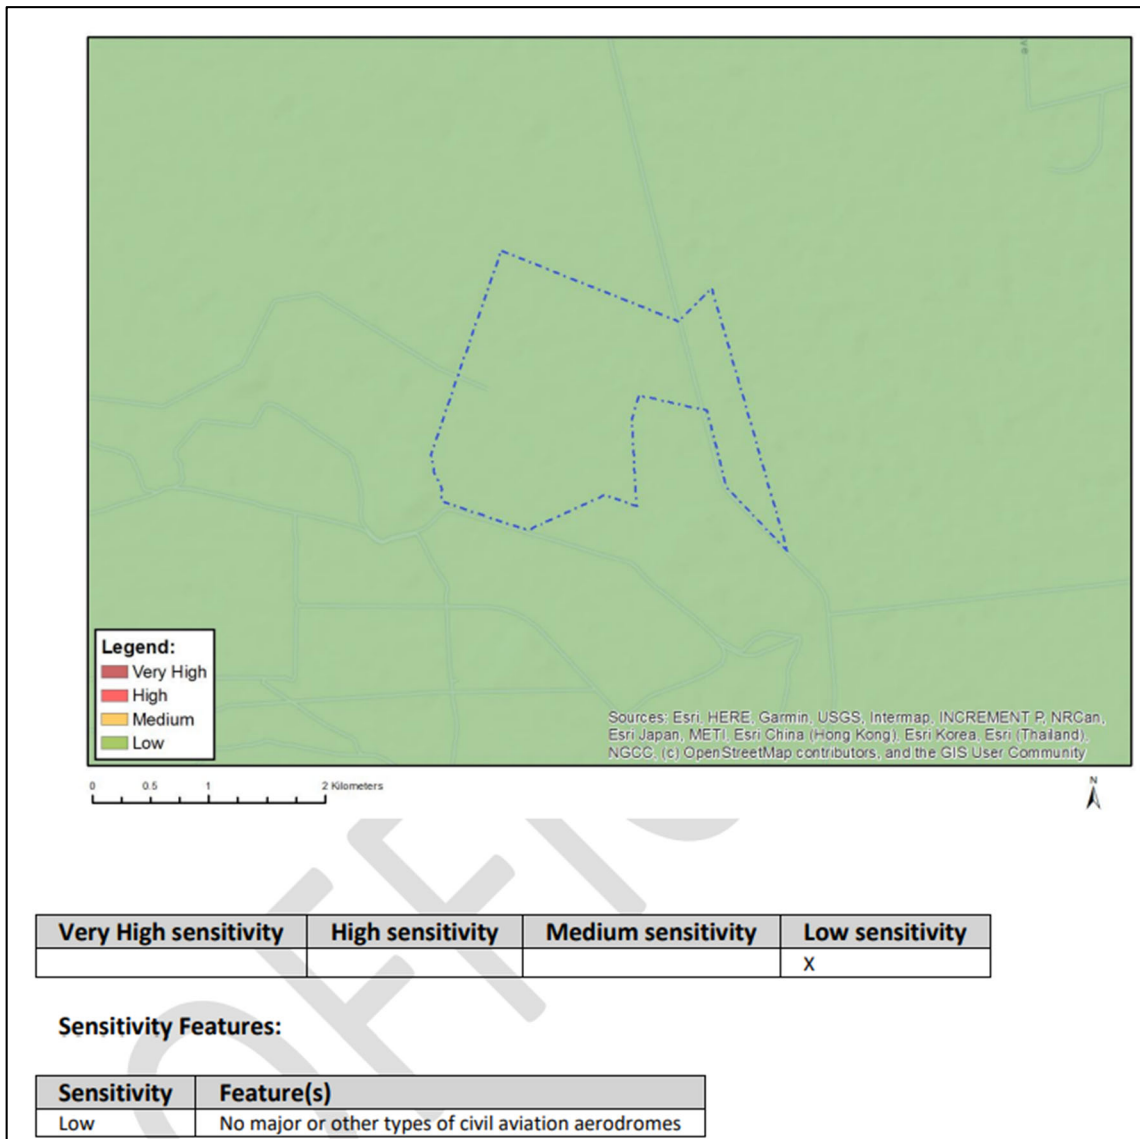 ve
Legend:
Very High
High
Medium
Low
Sources: Esri, HERE, Garmin, USGS, Intermap, INCREMENT P, NRCan,
Esri Japan, METI, Esri China (Hong Kong), Esri Korea, Esri (Thailand),
NGCC, (c) OpenStreetMap contributors, and the GIS User Community
0 0.5 1 2 Kilometers
N
Very High sensitivity High sensitivity Medium sensitivity Low sensitivity
X
Sensitivity Features:
Sensitivity Feature(s)
Low No major or other types of civil aviation aerodromes